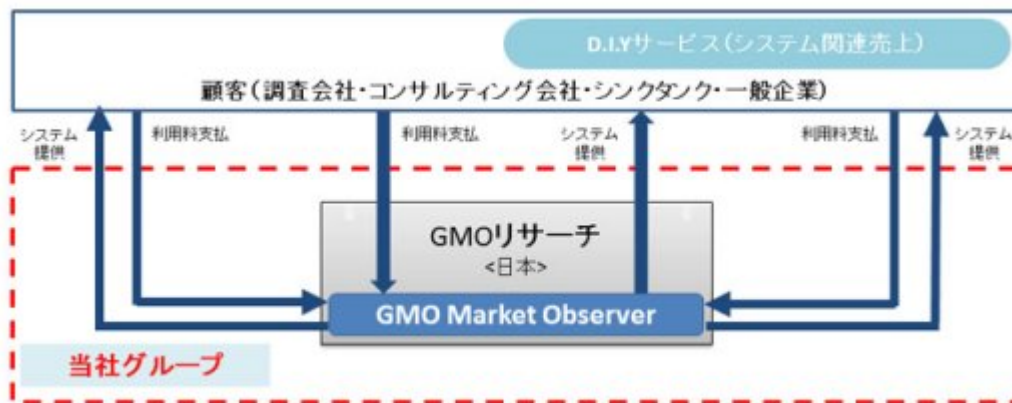 D.I.Yサービス(システム関連売上)
顧客(調査会社・コンサルティング会社・シンクタンク・一般企業)
システム
提供
利用料支払
利用料支払
システム
提供
利用料支払
システム
提供
GMOリサーチ
<日本>
GMO Market Observer
当社グループ